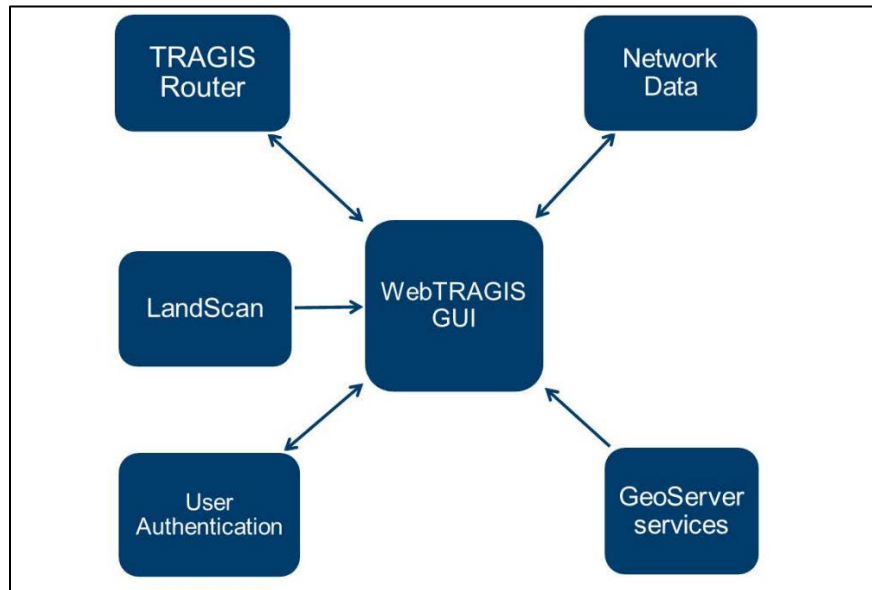 TRAGIS
Router
Network
Data
WebTRAGIS
GUI
LandScan
User
Authentication
GeoServer
services